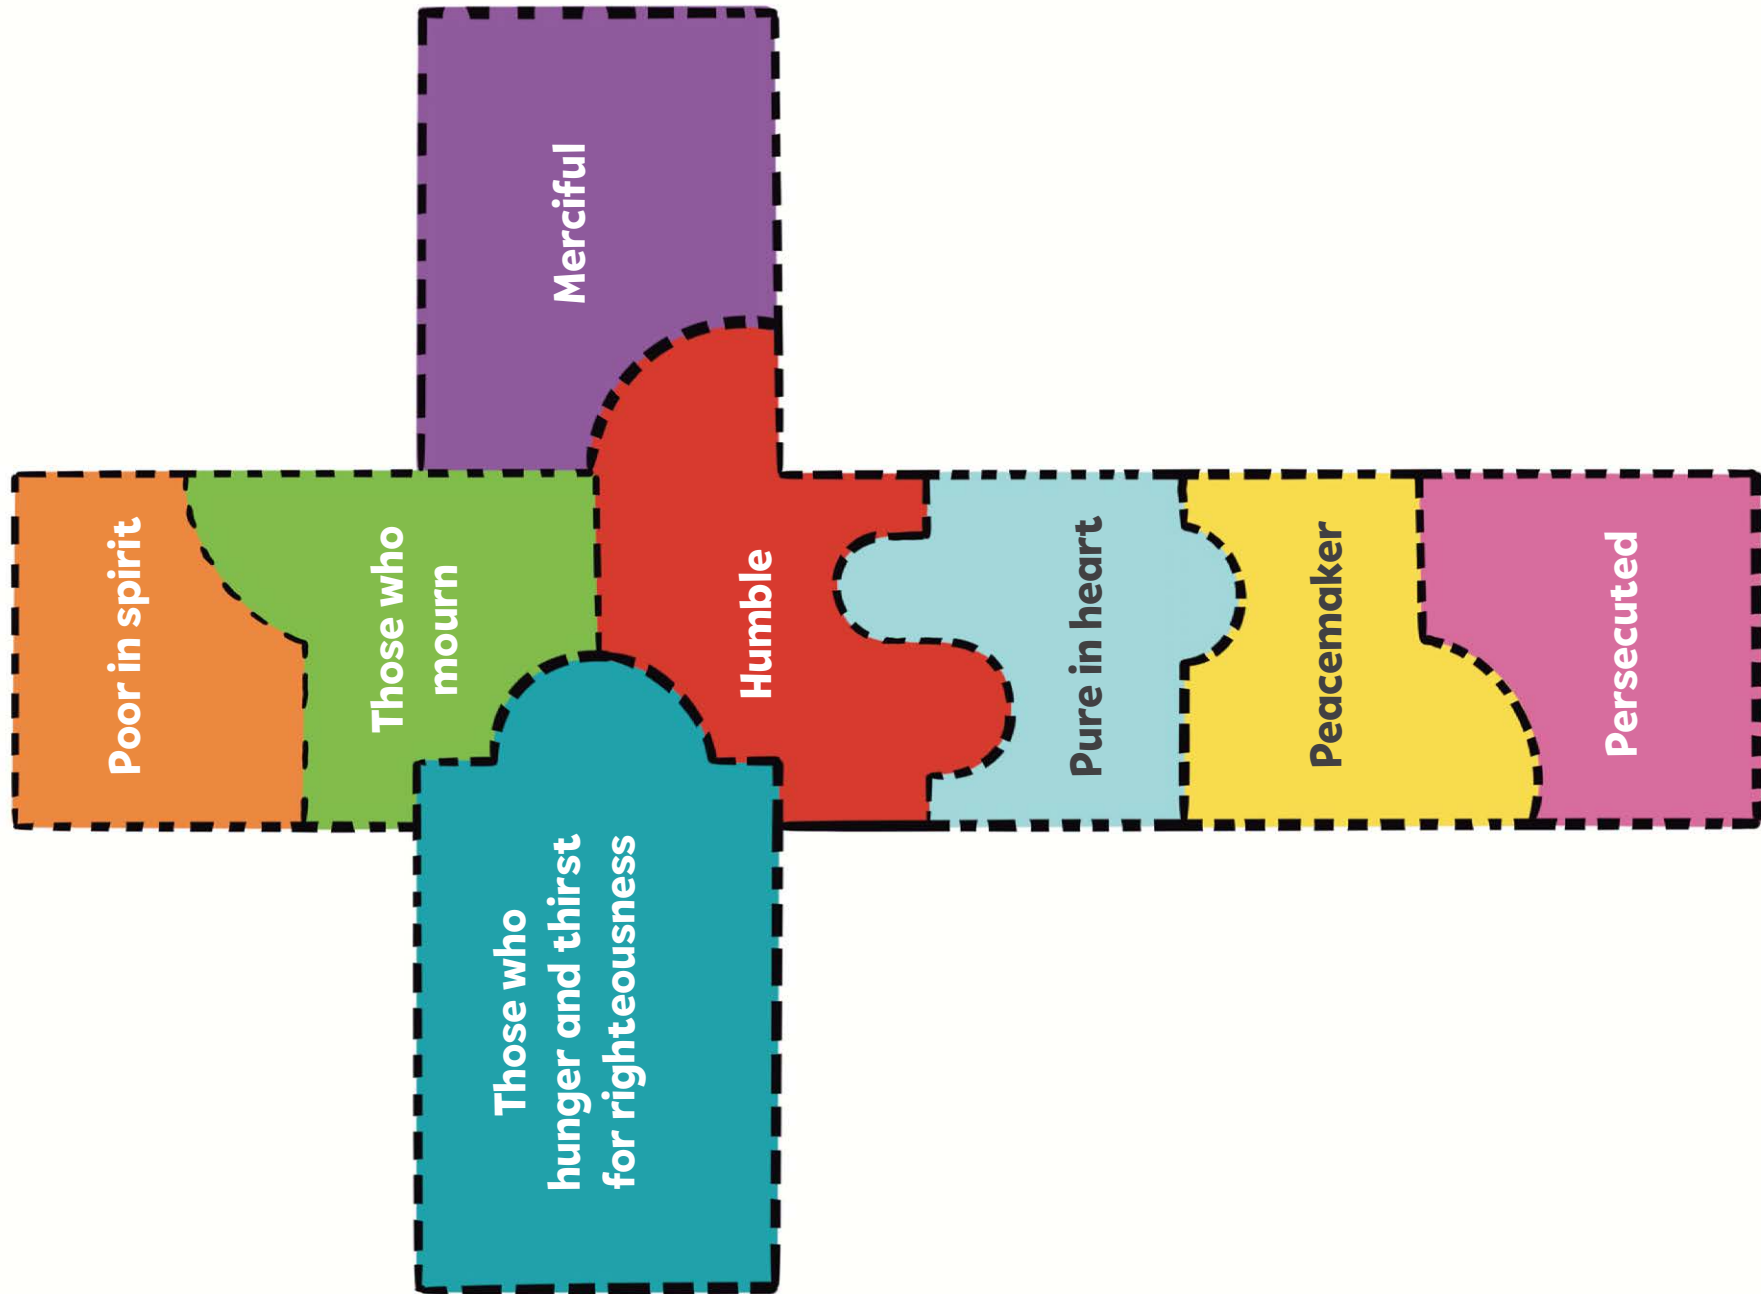 Poor in spirit
Those who
mourn
Those who
hunger and thirst
for righteousness
Merciful
Humble
Pure in heart
Peacemaker
Persecuted